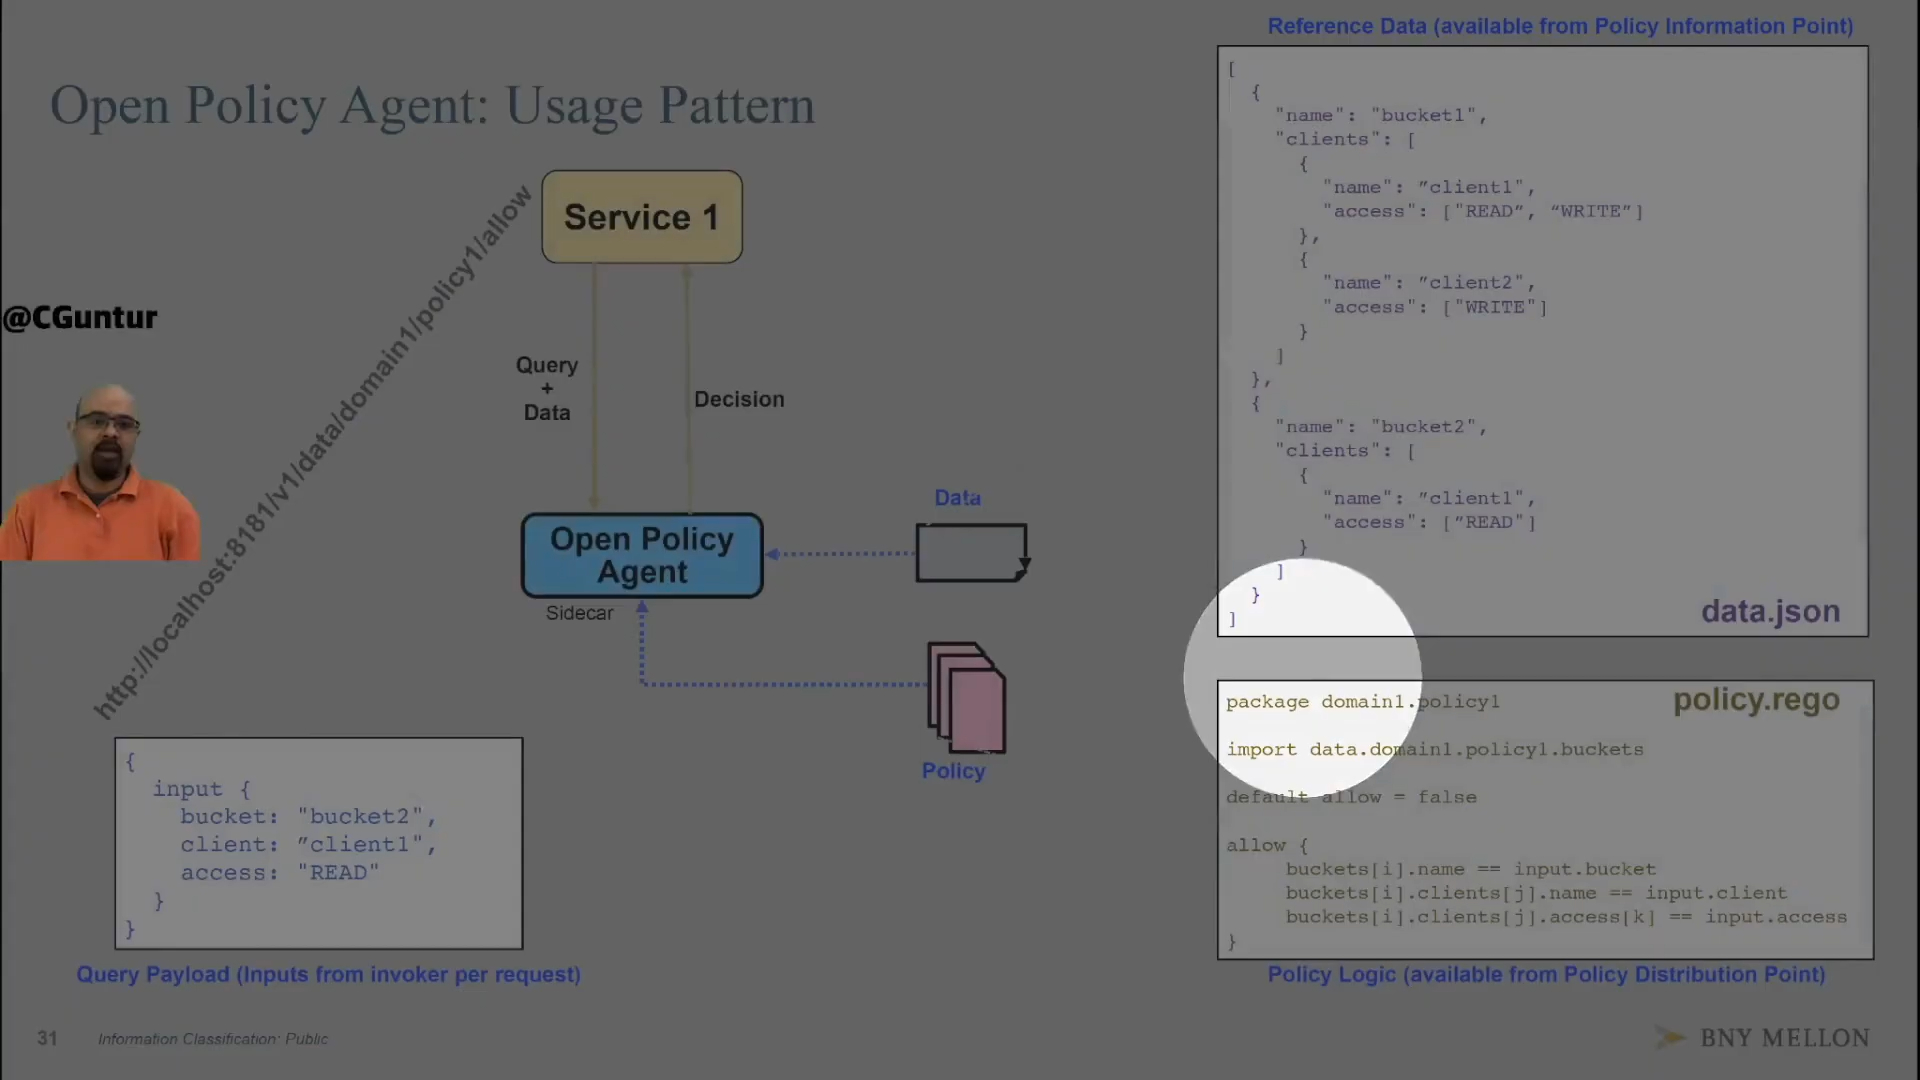 Reference Data (available from Policy Information Point)
Open Policy Agent: Usage Pattern
[
{
"name": "bucket1",
"clients": [
{
"name": ”client1",
"access": ["READ”, “WRITE”]
},
{
"name": ”client2",
"access": ["WRITE"]
}
]
},
{
"name": "bucket2",
"clients": [
{
"name": ”client1",
"access": [”READ"]
}
]
}
]
data.json
Service 1
http://localhost:8181/v1/data/domain1/policy1/allow
@CGuntur
Query
+
Data
Decision
Data
Open Policy
Agent
Sidecar
Policy
package domain1.policy1
policy.rego
import data.domain1.policy1.buckets
default allow = false
allow {
buckets[i].name == input.bucket
buckets[i].clients[j].name == input.client
buckets[i].clients[j].access[k] == input.access
}
{
input {
bucket: "bucket2",
client: ”client1",
access: "READ"
}
}
Query Payload (Inputs from invoker per request)
Policy Logic (available from Policy Distribution Point)
31
Information Classification: Public
BNY MELLON